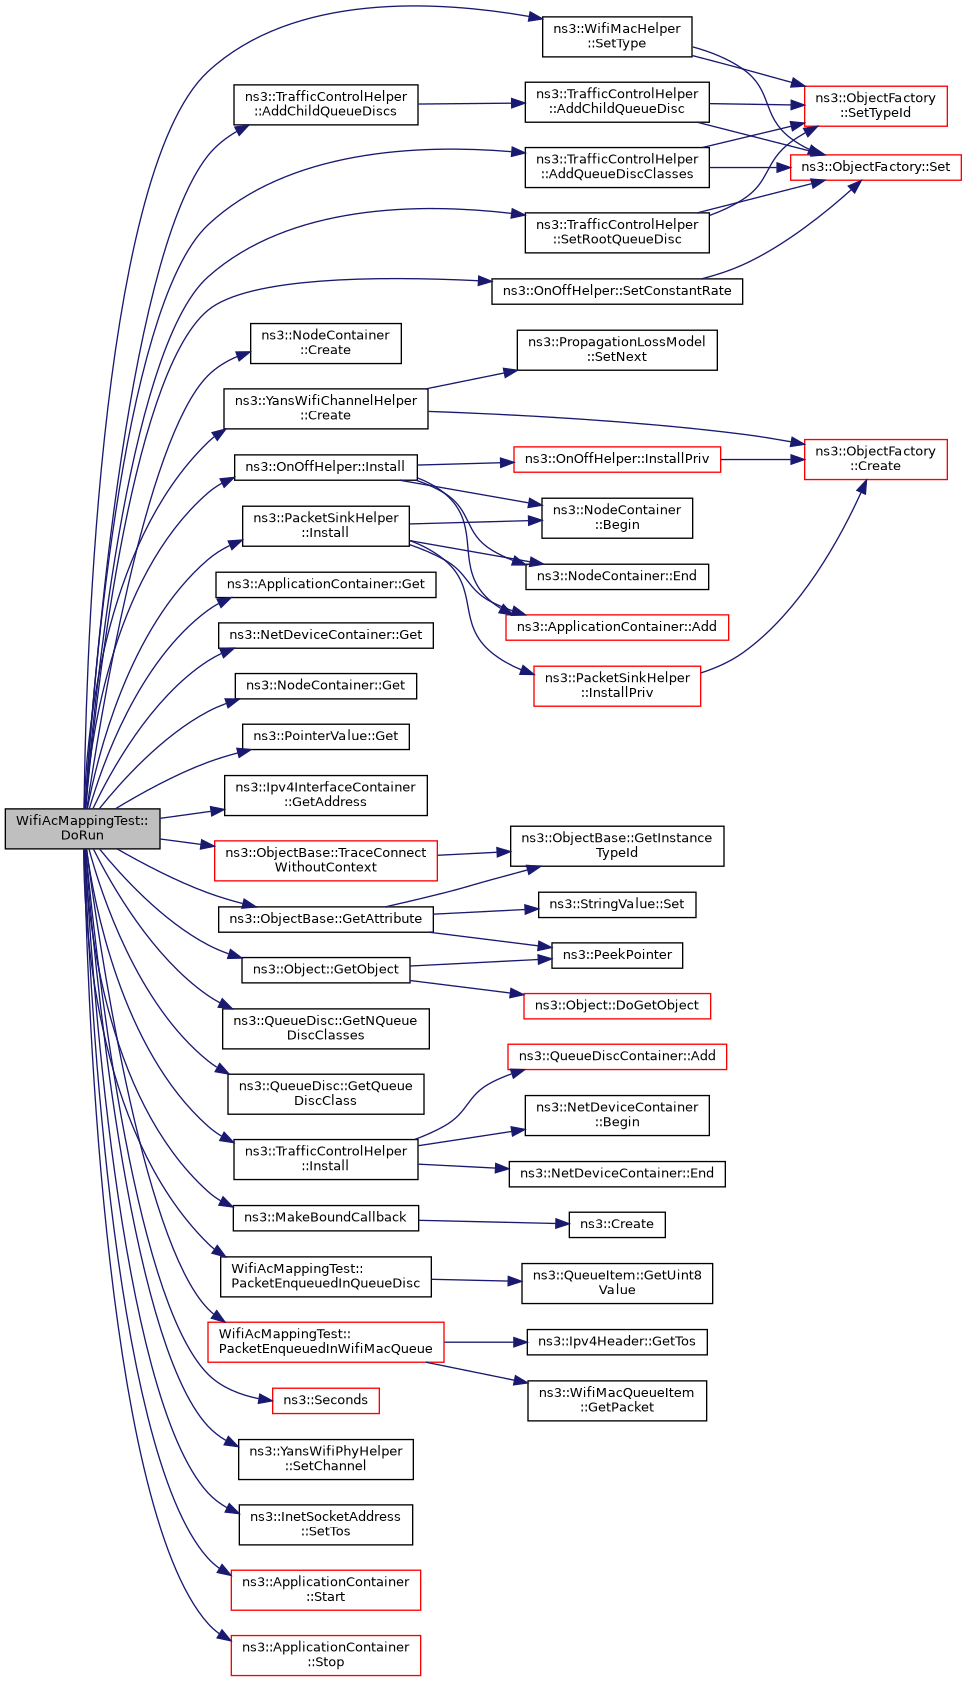 ns3::WifiMacHelper
::SetType
ns3::TrafficControlHelper
::AddChildQueueDiscs
ns3::TrafficControlHelper
::AddChildQueueDisc
ns3::ObjectFactory
::SetTypeId
ns3::TrafficControlHelper
::AddQueueDiscClasses
ns3::ObjectFactory::Set
ns3::TrafficControlHelper
::SetRootQueueDisc
ns3::OnOffHelper::SetConstantRate
ns3::NodeContainer
::Create
ns3::PropagationLossModel
::SetNext
ns3::YansWifiChannelHelper
::Create
ns3::ObjectFactory
::Create
ns3::OnOffHelper::Install
ns3::OnOffHelper::InstallPriv
ns3::PacketSinkHelper
::Install
ns3::NodeContainer
::Begin
ns3::ApplicationContainer::Get
ns3::NodeContainer::End
ns3::NetDeviceContainer::Get
ns3::ApplicationContainer::Add
ns3::NodeContainer::Get
ns3::PacketSinkHelper
::InstallPriv
ns3::PointerValue::Get
ns3::Ipv4InterfaceContainer
::GetAddress
WifiAcMappingTest::
DoRun
ns3::ObjectBase::TraceConnect
WithoutContext
ns3::ObjectBase::GetInstance
TypeId
ns3::ObjectBase::GetAttribute
ns3::StringValue::Set
ns3::Object::GetObject
ns3::PeekPointer
ns3::Object::DoGetObject
ns3::QueueDisc::GetNQueue
DiscClasses
ns3::QueueDisc::GetQueue
DiscClass
ns3::QueueDiscContainer::Add
ns3::TrafficControlHelper
::Install
ns3::NetDeviceContainer
::Begin
ns3::NetDeviceContainer::End
ns3::MakeBoundCallback
ns3::Create
WifiAcMappingTest::
PacketEnqueuedInQueueDisc
ns3::QueueItem::GetUint8
Value
WifiAcMappingTest::
PacketEnqueuedInWifiMacQueue
ns3::Ipv4Header::GetTos
ns3::WifiMacQueueItem
::GetPacket
ns3::Seconds
ns3::YansWifiPhyHelper
::SetChannel
ns3::InetSocketAddress
::SetTos
ns3::ApplicationContainer
::Start
ns3::ApplicationContainer
::Stop